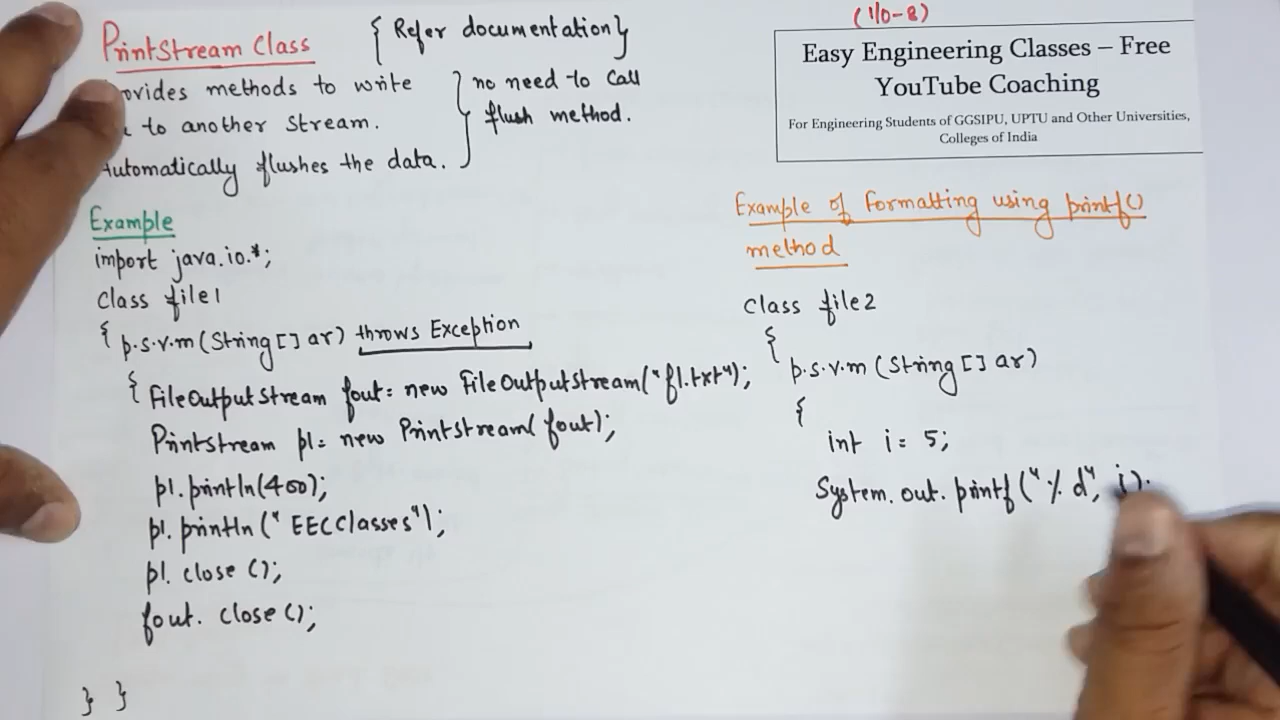 (I/O-8)
PrintStream Class { Refer documentation}
ovides methods to write
to another Stream.
Automatically flushes the data.
no need to call
flush method.
Easy Engineering Classes – Free
YouTube Coaching
For Engineering Students of GGSIPU, UPTU and Other Universities,
Colleges of India
Example
import java.io.*;
class file1
{ p.s.v.m (String [] ar) throws Exception
{ FileOutputStream fout = new FileOutputStream("f1.txt");
Printstream p1 = new Printstream( fout);
p1.println(400);
p1.println(" EECClasses");
p1. close ();
fout. close ();
} }
Example of formatting using printf()
method
Class file2
{
p.s.v.m (String [] ar)
{
int i = 5;
System. out. printf ("% d", i);